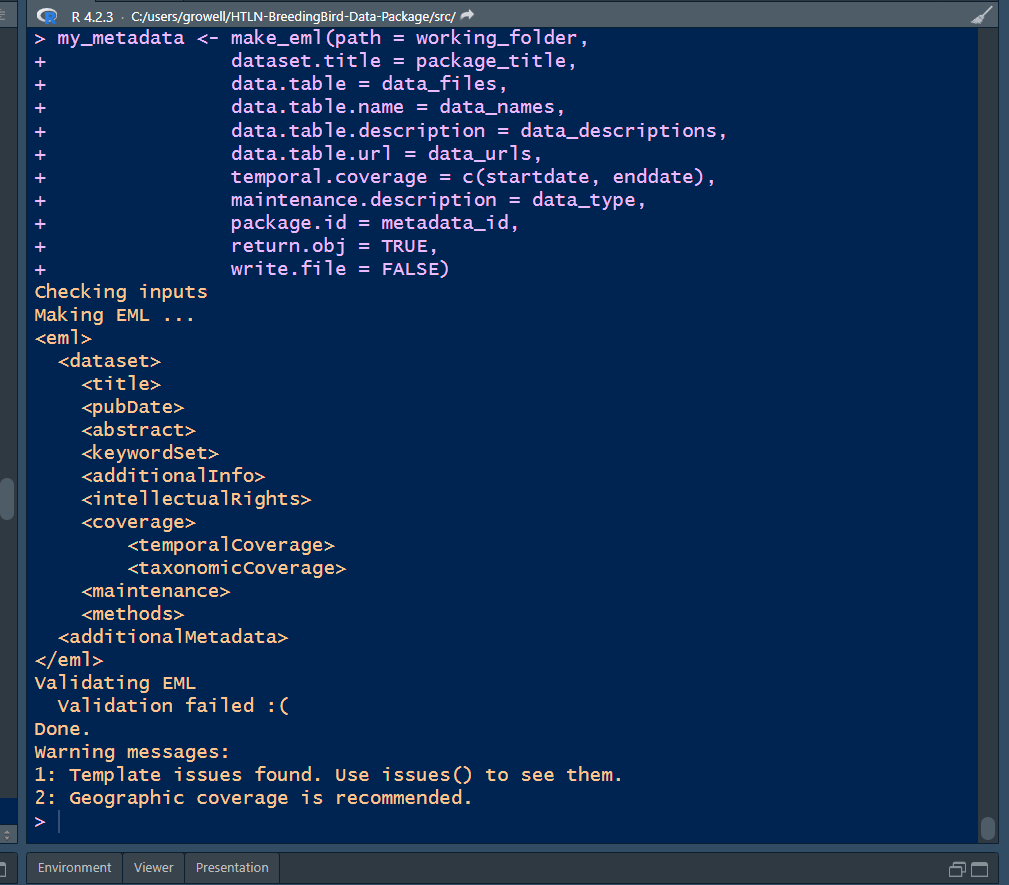 R 4.2.3 · C:/users/growell/HTLN-BreedingBird-Data-Package/src/
> my_metadata <- make_eml(path = working_folder,
+ dataset.title = package_title,
+ data.table = data_files,
+ data.table.name = data_names,
+ data.table.description = data_descriptions,
+ data.table.url = data_urls,
+ temporal.coverage = c(startdate, enddate),
+ maintenance.description = data_type,
+ package.id = metadata_id,
+ return.obj = TRUE,
+ write.file = FALSE)
Checking inputs
Making EML ...
<eml>
<dataset>
<title>
<pubDate>
<abstract>
<keywordSet>
<additionalInfo>
<intellectualRights>
<coverage>
<temporalCoverage>
<taxonomicCoverage>
<maintenance>
<methods>
<additionalMetadata>
</eml>
Validating EML
Validation failed :(
Done.
Warning messages:
1: Template issues found. Use issues() to see them.
2: Geographic coverage is recommended.
>
Environment Viewer Presentation